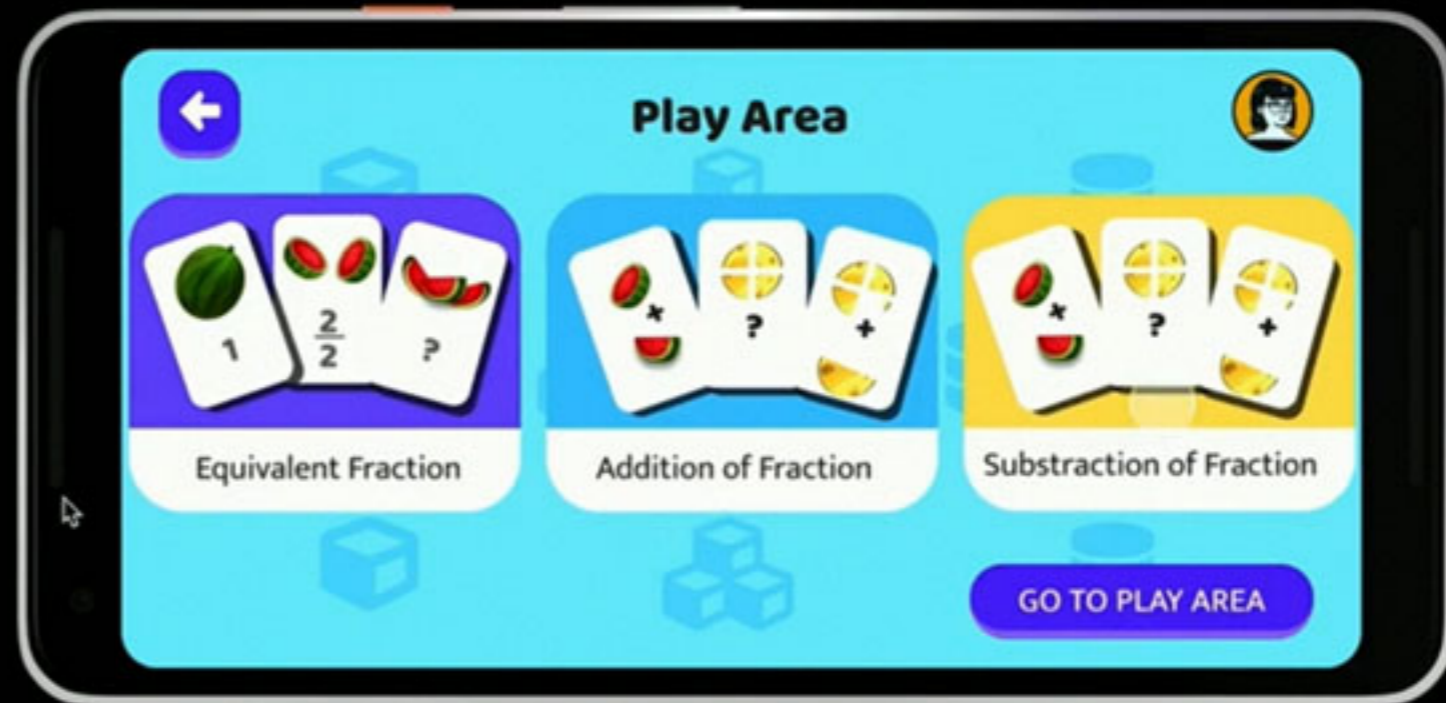 Play Area
1
2
2
?
×
?
+
×
?
+
Equivalent Fraction
Addition of Fraction
Substraction of Fraction
GO TO PLAY AREA